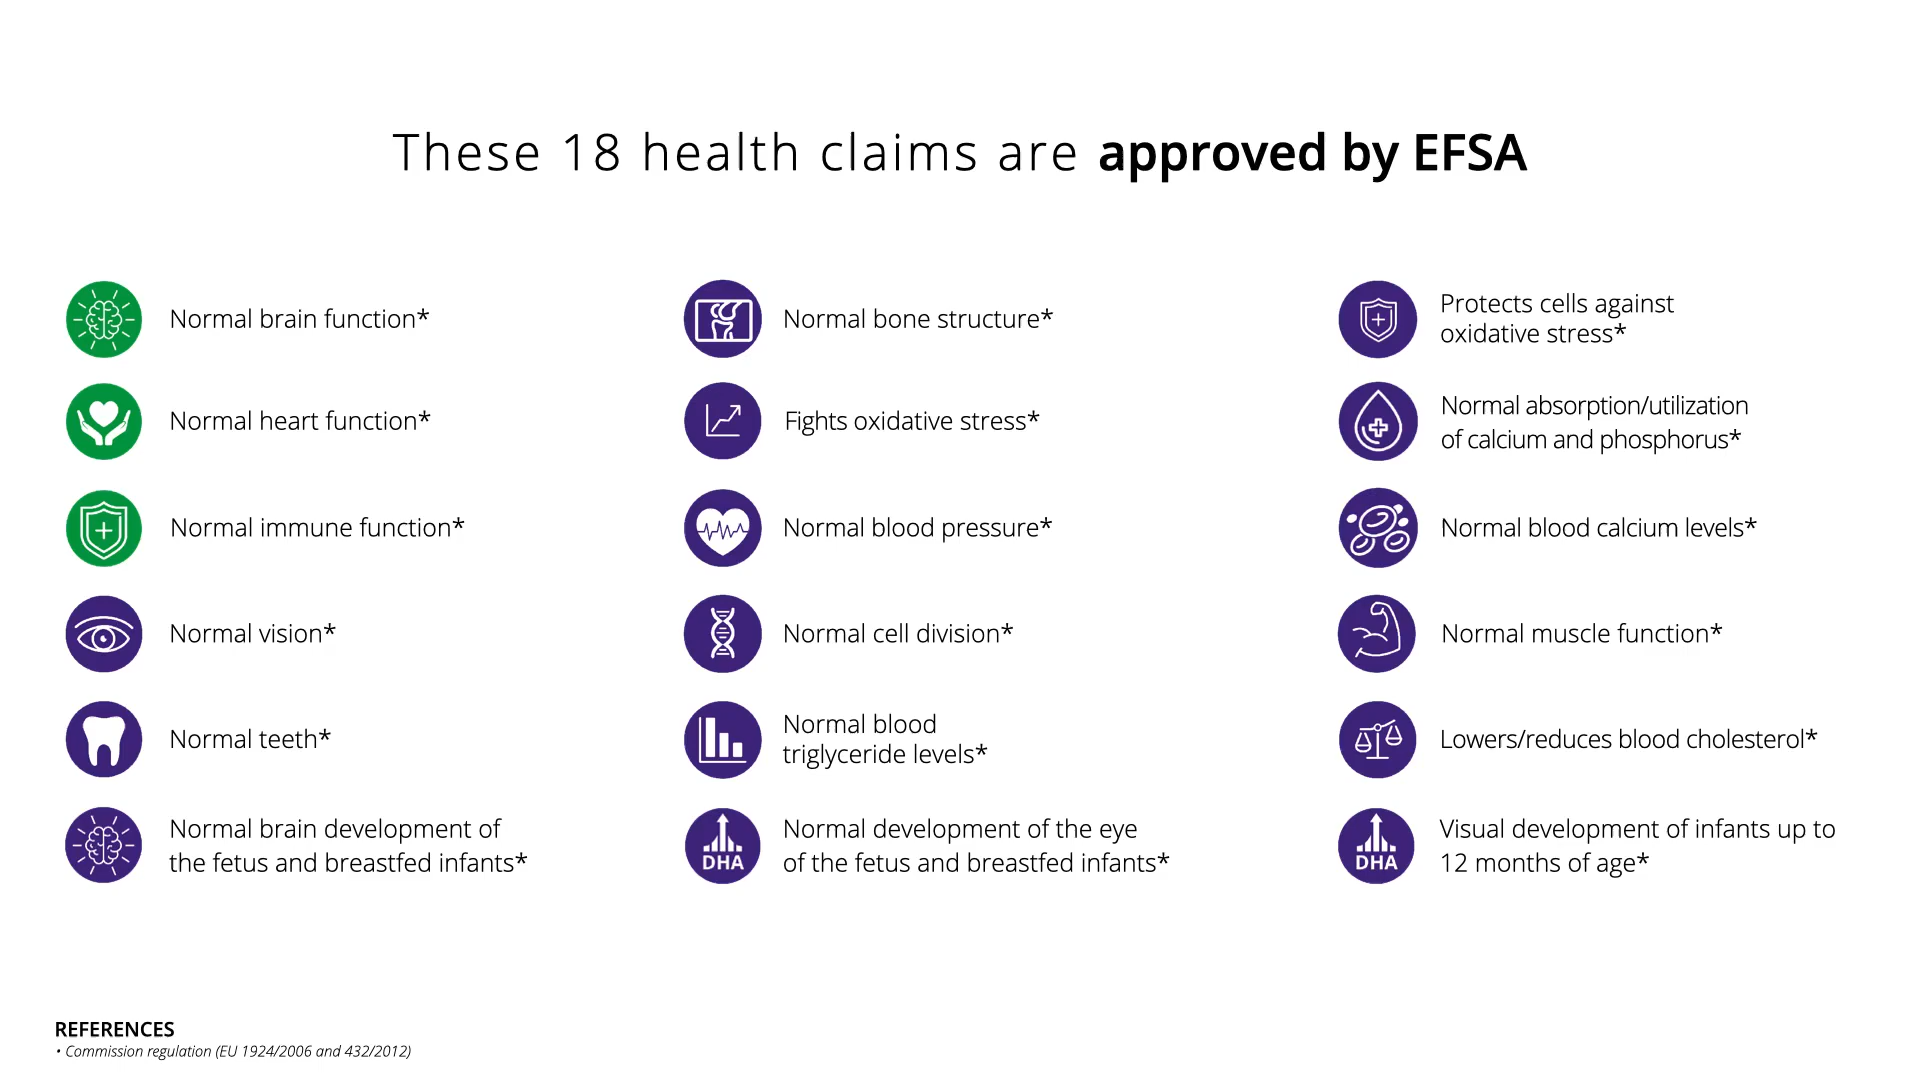 These 18 health claims are approved by EFSA
Normal brain function*
Normal heart function*
Normal immune function*
Normal vision*
Normal teeth*
Normal brain development of
the fetus and breastfed infants*
Normal bone structure*
Fights oxidative stress*
Normal blood pressure*
Normal cell division*
Normal blood
triglyceride levels*
DHA
Normal development of the eye
of the fetus and breastfed infants*
Protects cells against
oxidative stress*
Normal absorption/utilization
of calcium and phosphorus*
Normal blood calcium levels*
Normal muscle function*
Lowers/reduces blood cholesterol*
DHA
Visual development of infants up to
12 months of age*
REFERENCES
• Commission regulation (EU 1924/2006 and 432/2012)